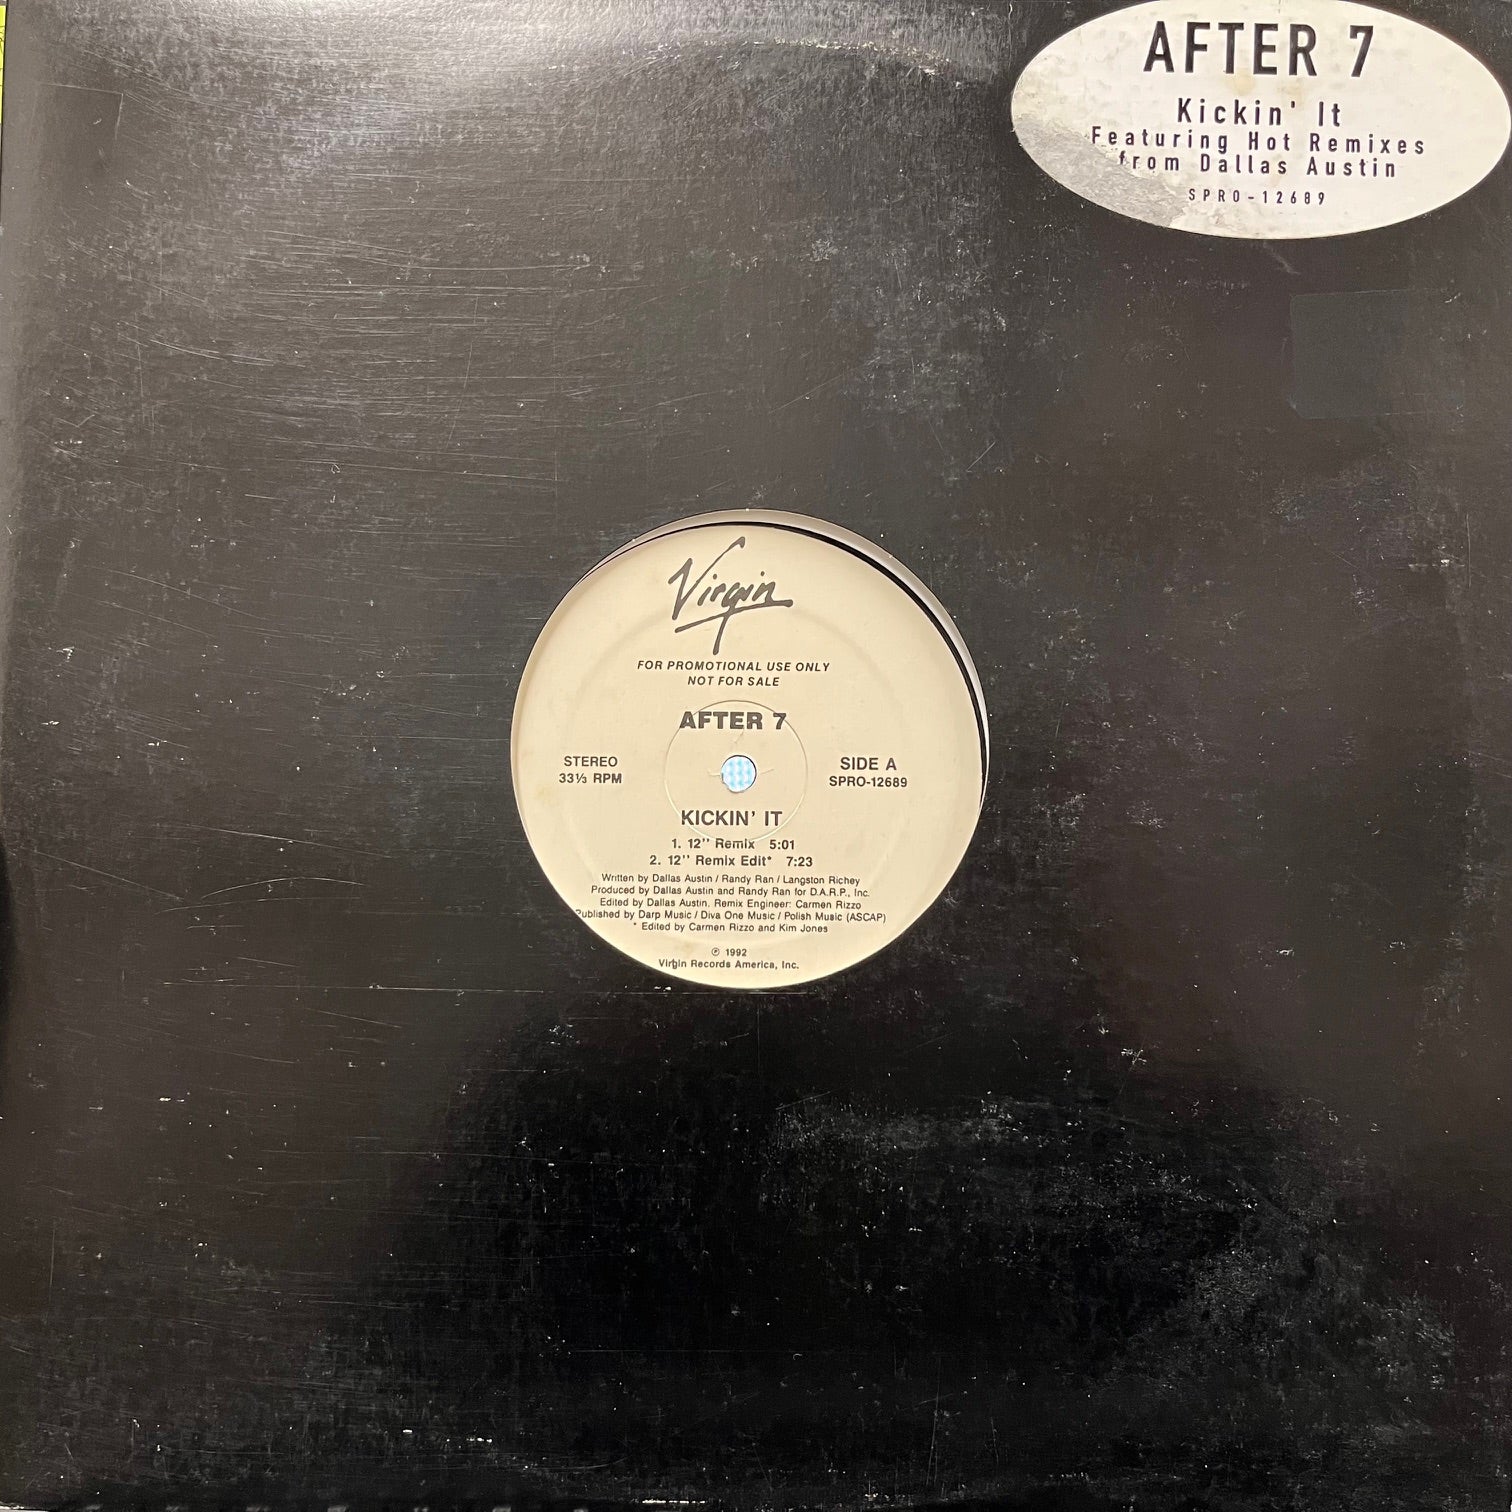 AFTER 7
Kickin' It
Featuring Hot Remixes
from Dallas Austin
SPRO-12689
Virgin
FOR PROMOTIONAL USE ONLY
NOT FOR SALE
AFTER 7
STEREO
33⅓ RPM
SIDE A
SPRO-12689
KICKIN' IT
1. 12'' Remix 5:01
2. 12'' Remix Edit* 7:23
Written by Dallas Austin / Randy Ran / Langston Richey
Produced by Dallas Austin and Randy Ran for D.A.R.P., Inc.
Edited by Dallas Austin. Remix Engineer: Carmen Rizzo
Published by Darp Music / Diva One Music / Polish Music (ASCAP)
* Edited by Carmen Rizzo and Kim Jones
℗ 1992
Virgin Records America, Inc.